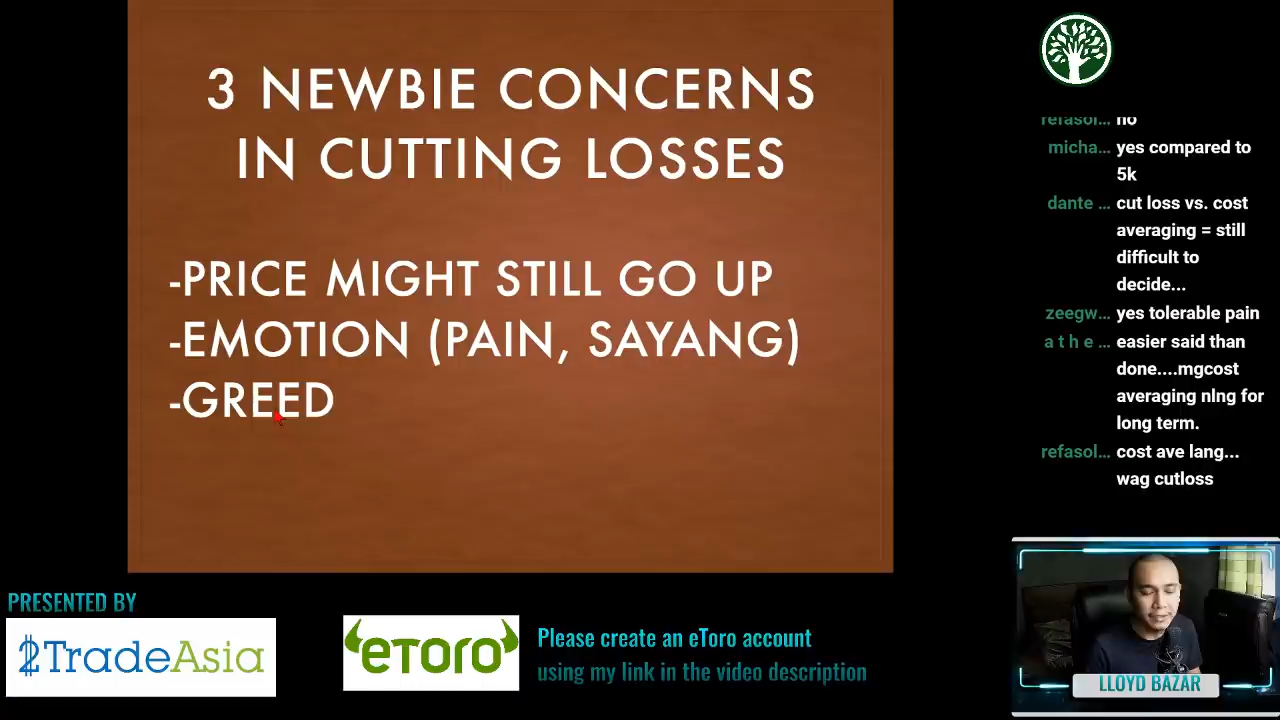 3 NEWBIE CONCERNS
IN CUTTING LOSSES
-PRICE MIGHT STILL GO UP
-EMOTION (PAIN, SAYANG)
-GREED
refasol... no
micha... yes compared to
5k
dante ... cut loss vs. cost
averaging = still
difficult to
decide...
zeegw... yes tolerable pain
a t h e ... easier said than
done....mgcost
averaging nlng for
long term.
refasol... cost ave lang...
wag cutloss
PRESENTED BY
2TradeAsia
eToro
Please create an eToro account
using my link in the video description
LLOYD BAZAR